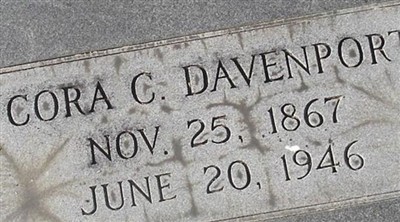 CORA C. DAVENPORT
NOV. 25, 1867
JUNE 20, 1946